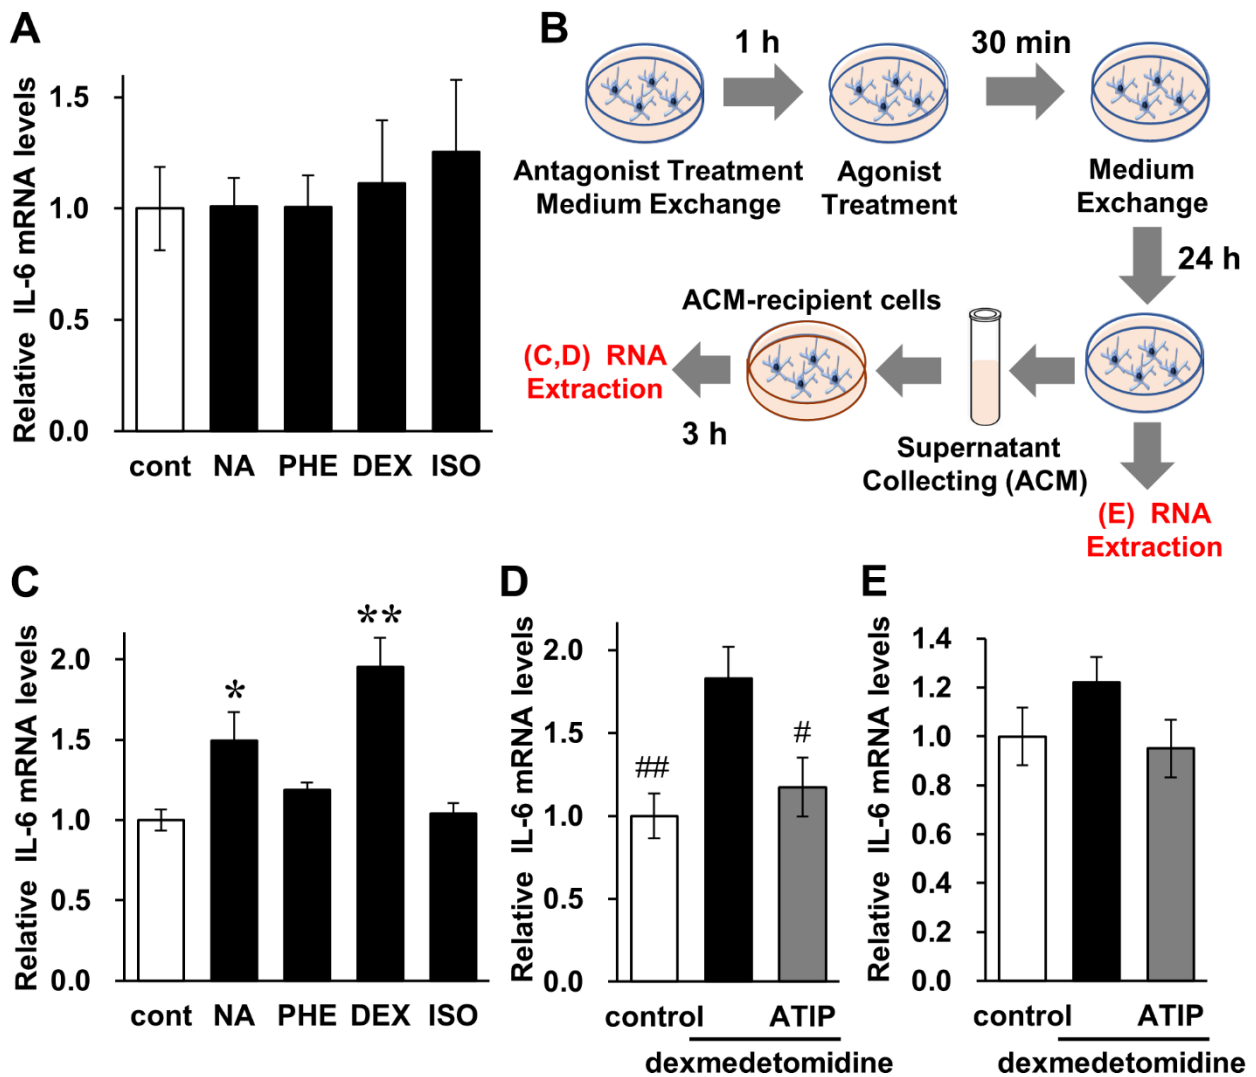 A
Relative IL-6 mRNA levels
1.5
1.0
0.5
0.0
cont NA PHE DEX ISO
B
1 h
30 min
Antagonist Treatment
Medium Exchange
Agonist
Treatment
Medium
Exchange
24 h
ACM-recipient cells
(C,D) RNA
Extraction
3 h
Supernatant
Collecting (ACM)
(E) RNA
Extraction
C
Relative IL-6 mRNA levels
2.0
1.5
1.0
0.5
0.0
*
**
cont NA PHE DEX ISO
D
Relative IL-6 mRNA levels
2.0
1.5
1.0
0.5
0.0
##
#
control ATIP
dexmedetomidine
E
Relative IL-6 mRNA levels
1.4
1.2
1.0
0.8
0.6
0.4
0.2
0.0
control ATIP
dexmedetomidine